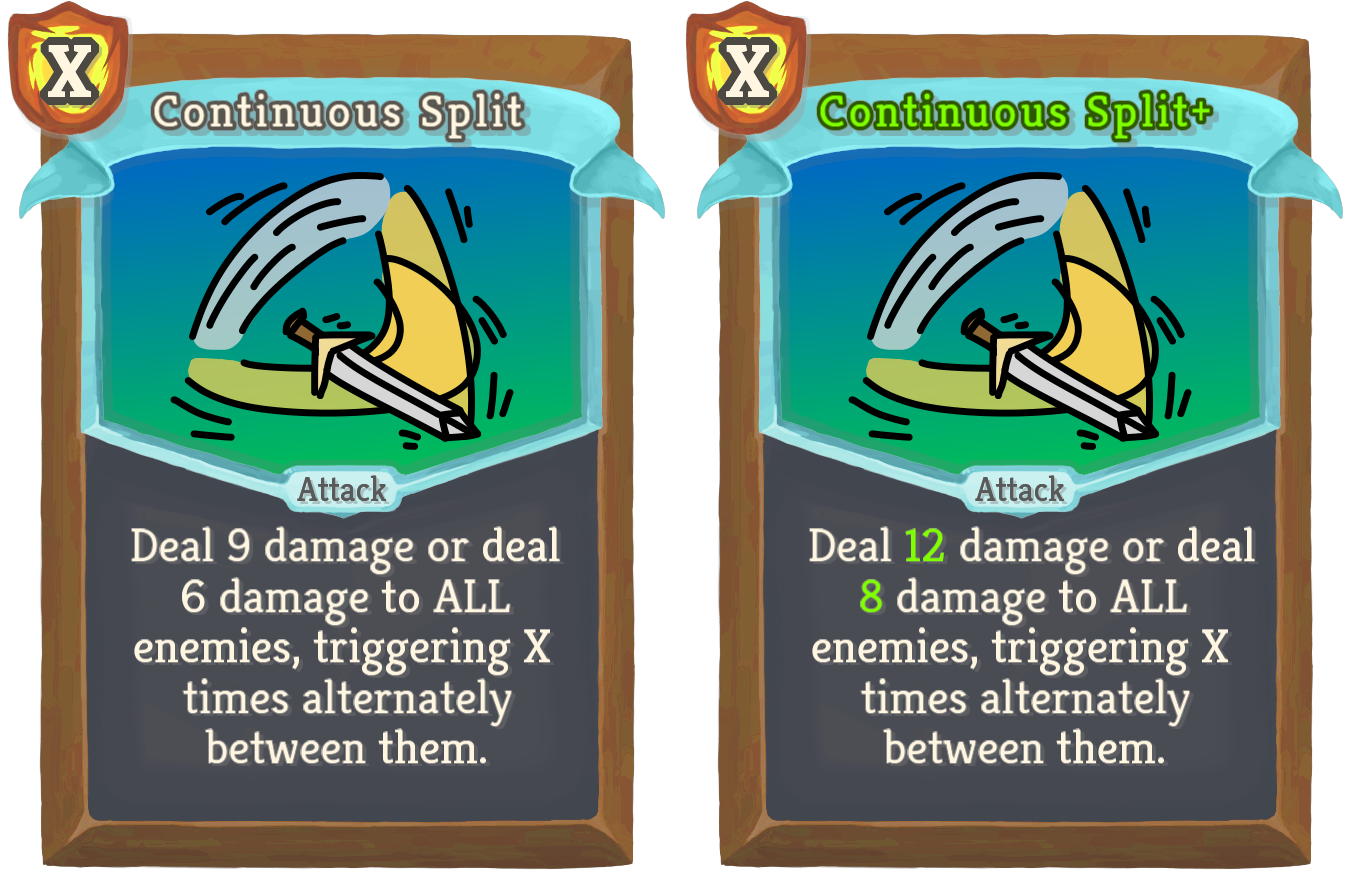 X
Continuous Split
Attack
Deal 9 damage or deal
6 damage to ALL
enemies, triggering X
times alternately
between them.
X
Continuous Split+
Attack
Deal 12 damage or deal
8 damage to ALL
enemies, triggering X
times alternately
between them.